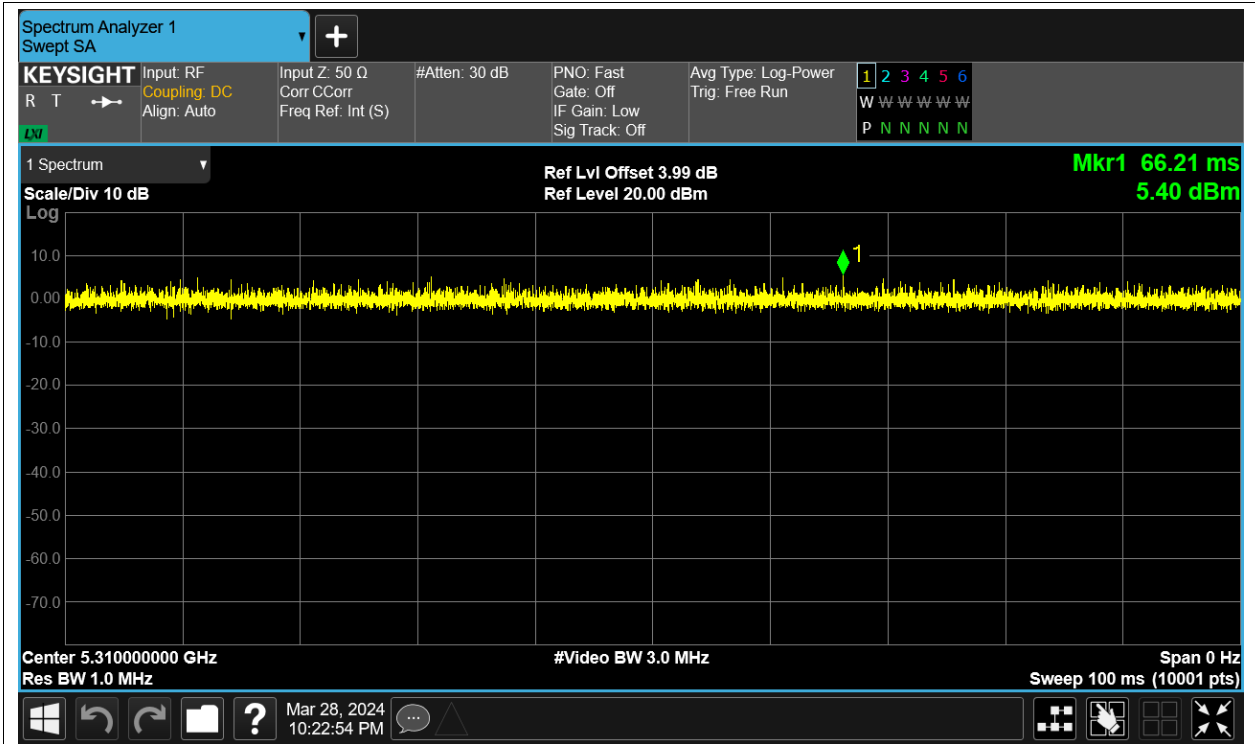 Spectrum Analyzer 1
Swept SA
KEYSIGHT
R T
LXI
Input: RF
Coupling: DC
Align: Auto
Input Z: 50 Ω
Corr CCorr
Freq Ref: Int (S)
#Atten: 30 dB
PNO: Fast
Gate: Off
IF Gain: Low
Sig Track: Off
Avg Type: Log-Power
Trig: Free Run
1 2 3 4 5 6
W W W W W W
P N N N N N
1 Spectrum
Scale/Div 10 dB
Ref Lvl Offset 3.99 dB
Ref Level 20.00 dBm
Mkr1 66.21 ms
5.40 dBm
Log
1
10.0
0.00
-10.0
-20.0
-30.0
-40.0
-50.0
-60.0
-70.0
Center 5.310000000 GHz
Res BW 1.0 MHz
#Video BW 3.0 MHz
Span 0 Hz
Sweep 100 ms (10001 pts)
?
Mar 28, 2024
10:22:54 PM